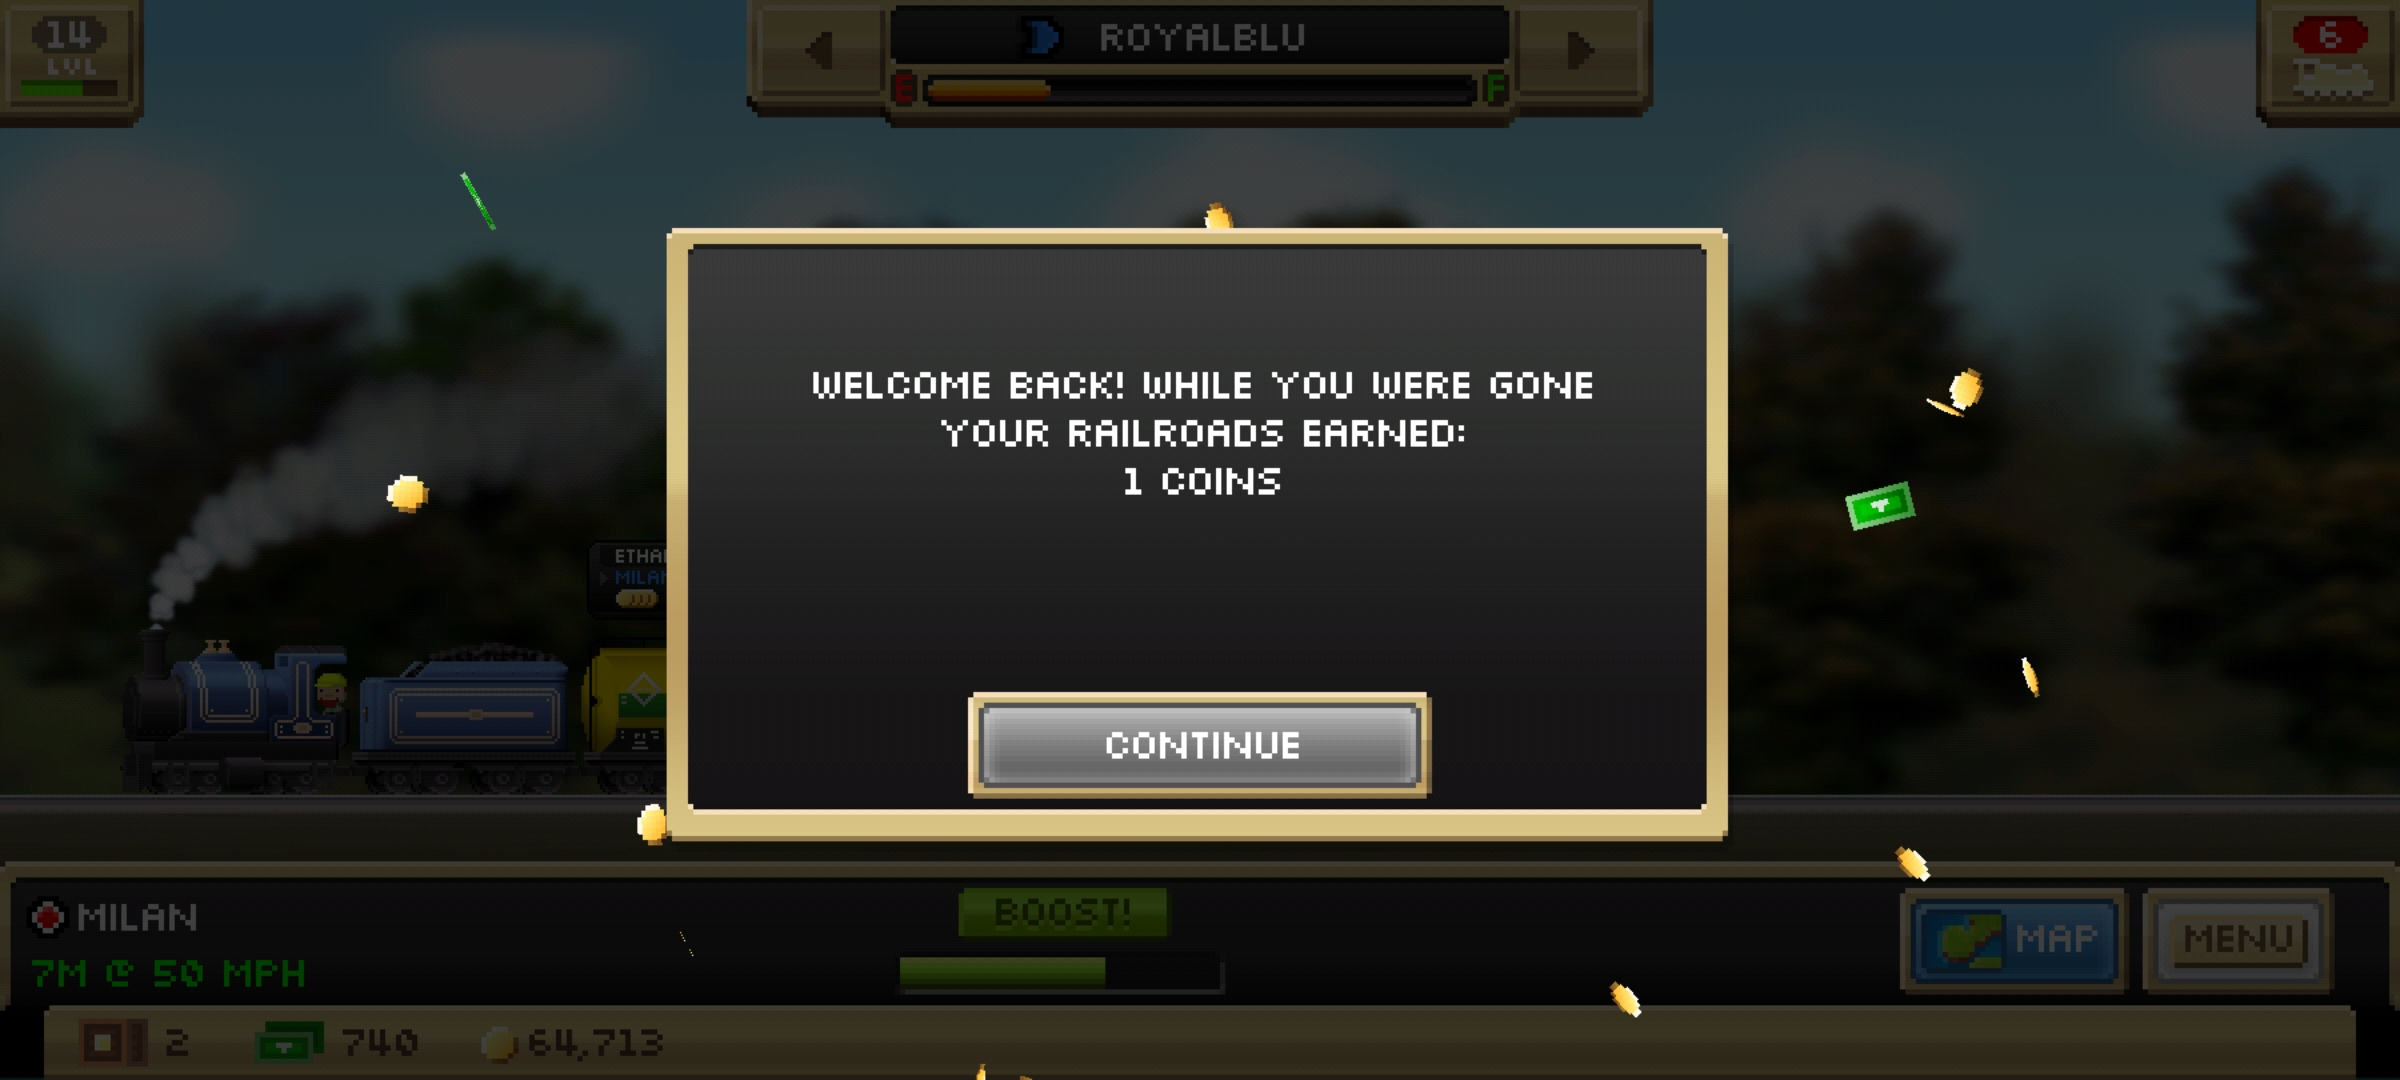 14
LVL
ROYALBLU
E
F
6
WELCOME BACK! WHILE YOU WERE GONE
YOUR RAILROADS EARNED:
1 COINS
MILAN
CONTINUE
MILAN
7M @ 50 MPH
BOOST!
MAP
MENU
2
740
64,713